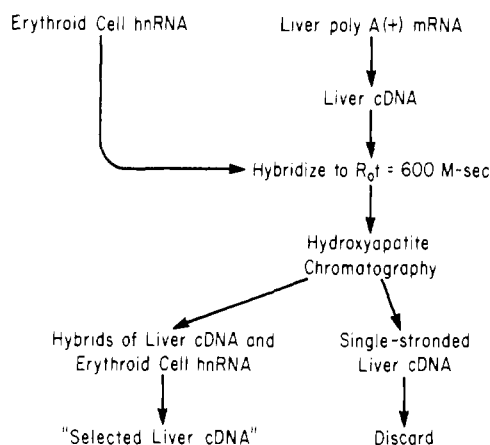 Erythroid Cell hnRNA
Liver poly A(+) mRNA
Liver cDNA
Hybridize to R₀t = 600 M-sec
Hydroxyapatite
Chromatography
Hybrids of Liver cDNA and
Erythroid Cell hnRNA
Single-stronded
Liver cDNA
"Selected Liver cDNA"
Discard